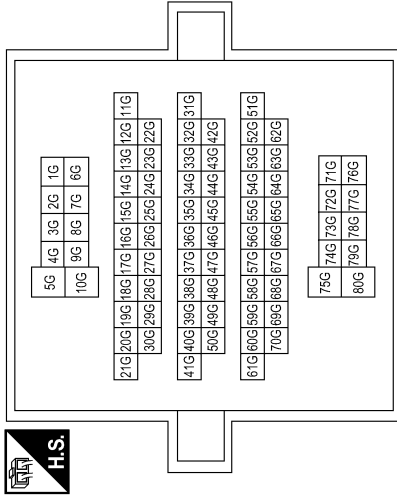 H.S.
5G 4G 3G 2G 1G
10G 9G 8G 7G 6G
21G 20G 19G 18G 17G 16G 15G 14G 13G 12G 11G
30G 29G 28G 27G 26G 25G 24G 23G 22G
41G 40G 39G 38G 37G 36G 35G 34G 33G 32G 31G
50G 49G 48G 47G 46G 45G 44G 43G 42G
61G 60G 59G 58G 57G 56G 55G 54G 53G 52G 51G
70G 69G 68G 67G 66G 65G 64G 63G 62G
75G 74G 73G 72G 71G
80G 79G 78G 77G 76G